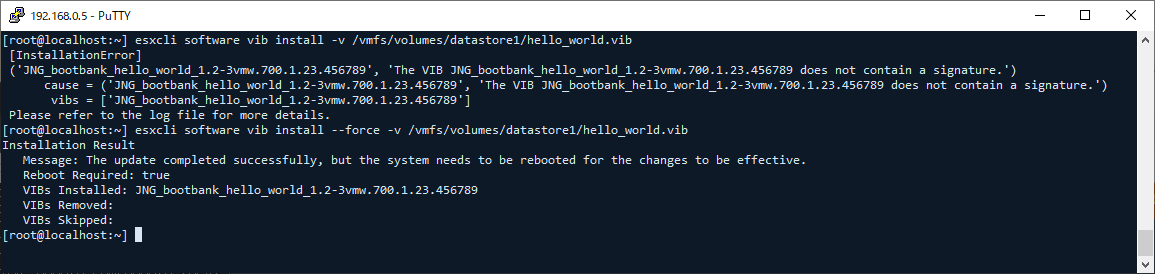 192.168.0.5 - PuTTY
[root@localhost:~] esxcli software vib install -v /vmfs/volumes/datastore1/hello_world.vib
[InstallationError]
('JNG_bootbank_hello_world_1.2-3vmw.700.1.23.456789', 'The VIB JNG_bootbank_hello_world_1.2-3vmw.700.1.23.456789 does not contain a signature.')
cause = ('JNG_bootbank_hello_world_1.2-3vmw.700.1.23.456789', 'The VIB JNG_bootbank_hello_world_1.2-3vmw.700.1.23.456789 does not contain a signature.')
vibs = ['JNG_bootbank_hello_world_1.2-3vmw.700.1.23.456789']
Please refer to the log file for more details.
[root@localhost:~] esxcli software vib install --force -v /vmfs/volumes/datastore1/hello_world.vib
Installation Result
Message: The update completed successfully, but the system needs to be rebooted for the changes to be effective.
Reboot Required: true
VIBs Installed: JNG_bootbank_hello_world_1.2-3vmw.700.1.23.456789
VIBs Removed:
VIBs Skipped:
[root@localhost:~]